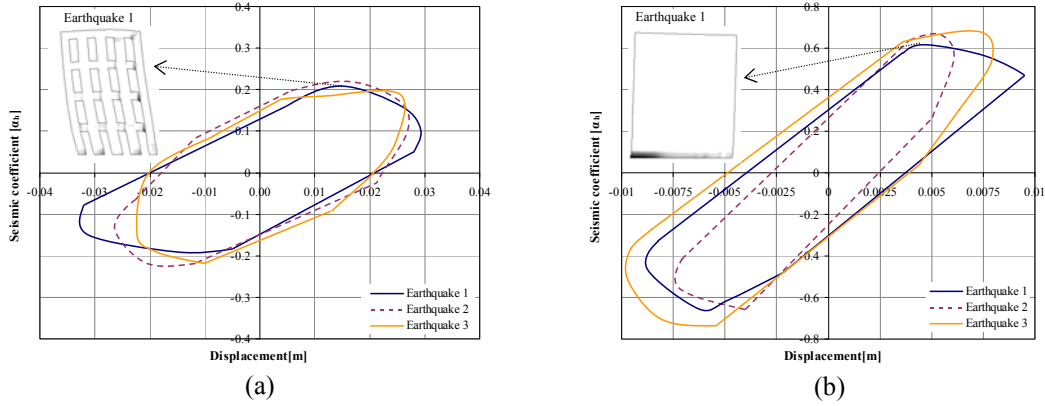 Earthquake 1
0.4
0.3
0.2
0.1
0.0
-0.1
-0.2
-0.3
-0.4
-0.04 -0.03 -0.02 -0.01 0.00 0.01 0.02 0.03 0.04
Seismic coefficient [αh]
Displacement[m]
Earthquake 1
Earthquake 2
Earthquake 3
(a)
Earthquake 1
0.8
0.6
0.4
0.2
0
-0.2
-0.4
-0.6
-0.8
-0.01 -0.0075 -0.005 -0.0025 0 0.0025 0.005 0.0075 0.01
Seismic coefficient [αh]
Displacement[m]
Earthquake 1
Earthquake 2
Earthquake 3
(b)